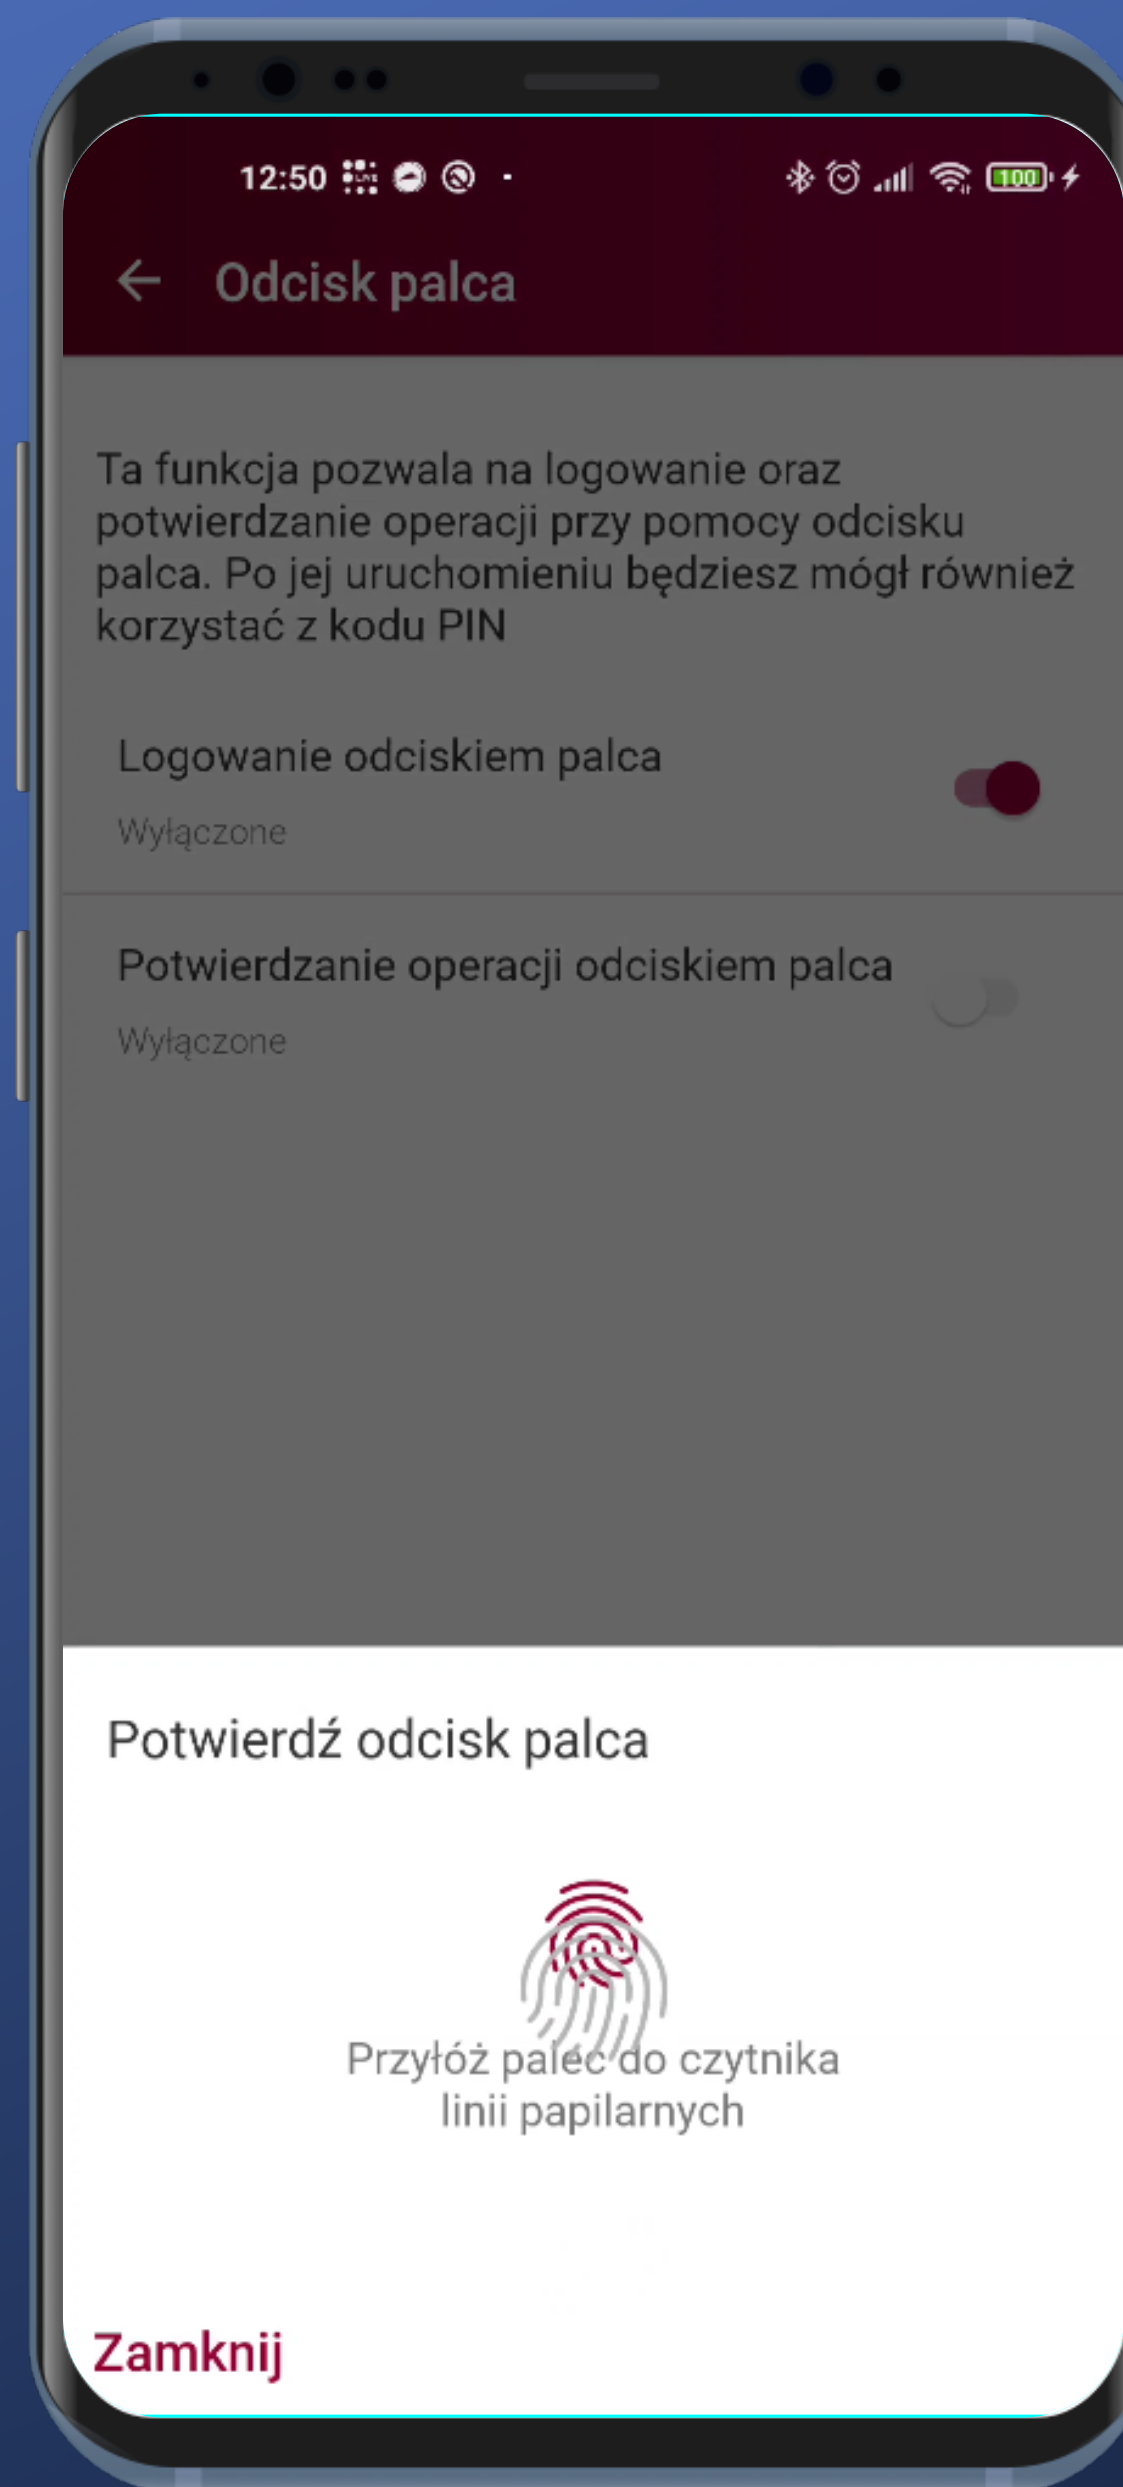 12:50
100
Odcisk palca
Ta funkcja pozwala na logowanie oraz
potwierdzanie operacji przy pomocy odcisku
palca. Po jej uruchomieniu będziesz mógł również
korzystać z kodu PIN
Logowanie odciskiem palca
Wyłączone
Potwierdzanie operacji odciskiem palca
Wyłączone
Potwierdź odcisk palca
Przyłóż palec do czytnika
linii papilarnych
Zamknij